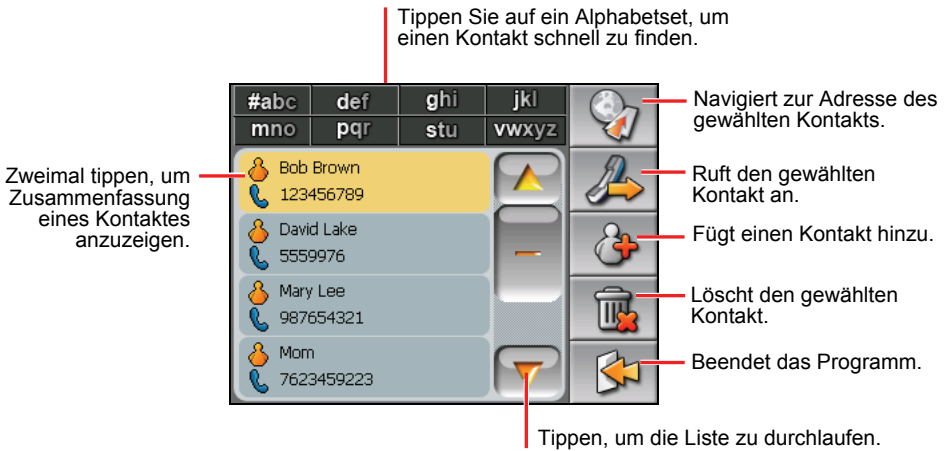 Tippen Sie auf ein Alphabetset, um
einen Kontakt schnell zu finden.
#abc def ghi jkl
mno pqr stu vwxyz
Navigiert zur Adresse des
gewählten Kontakts.
Zweimal tippen, um
Zusammenfassung
eines Kontaktes
anzuzeigen.
Bob Brown
123456789
David Lake
5559976
Mary Lee
987654321
Mom
7623459223
Ruft den gewählten
Kontakt an.
Fügt einen Kontakt hinzu.
Löscht den gewählten
Kontakt.
Beendet das Programm.
Tippen, um die Liste zu durchlaufen.